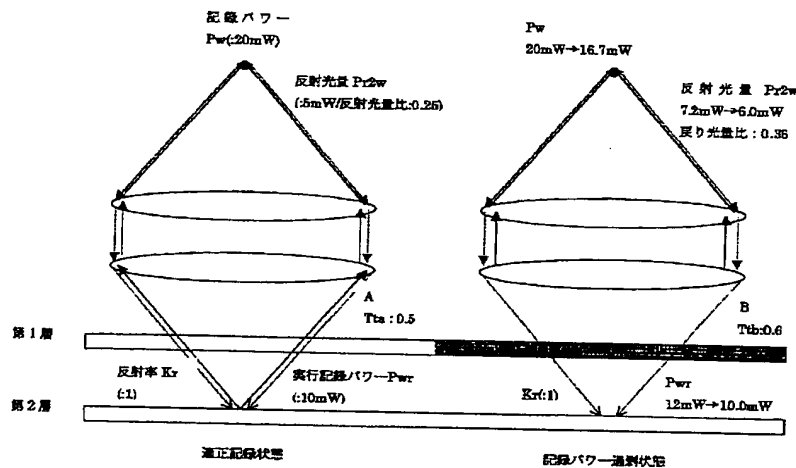 記録パワー
Pw(:20mW)
反射光量 Pr2w
(:5mW/反射光量比:0.25)
A
Tta : 0.5
第1層
反射率 Kr
(:1)
実行記録パワーPwr
(:10mW)
第2層
適正記録状態
Pw
20mW→16.7mW
反射光量 Pr2w
7.2mW→6.0mW
戻り光量比：0.36
B
Ttb:0.6
Kr(:1)
Pwr
12mW→10.0mW
記録パワー過剰状態